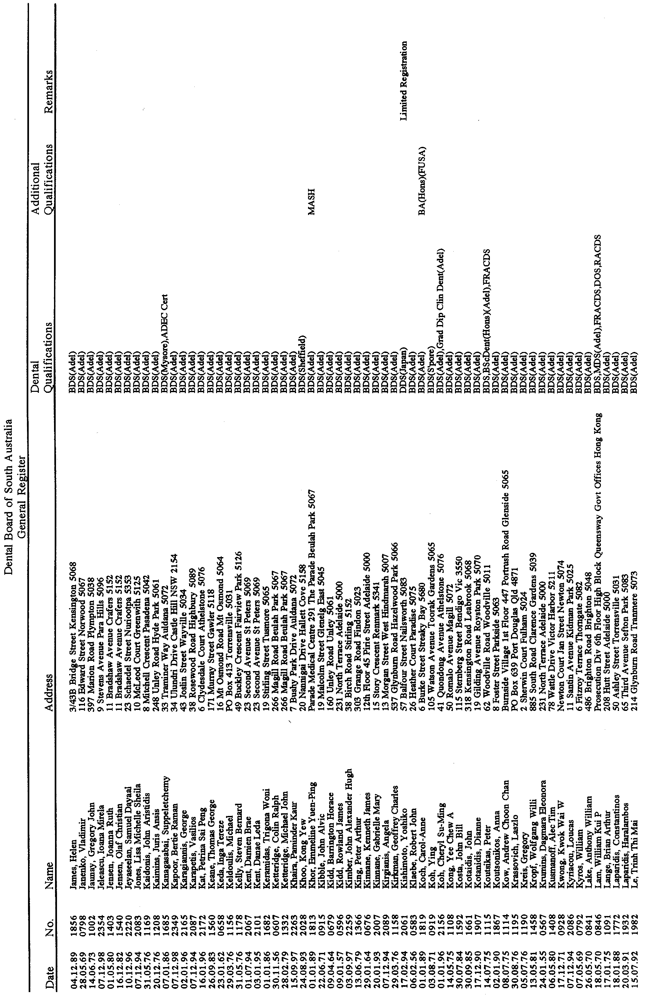 Dental Board of South Australia
General Register
Date No. Name Address Dental Qualifications Additional Qualifications Remarks
04.12.89 1856 James, Helen 3/43B Bridge Street Kensington 5068 BDS(Adel)
28.05.69 0798 Janenko, Vladimir 116 Edward Street Norwood 5067 BDS(Adel)
14.06.73 1002 Jaunay, Gregory John 397 Marion Road Plympton 5038 BDS(Adel)
07.12.98 2354 Jeleascu, Ioana Mirela 9 Stevens Avenue Para Hills 5096 BDS(Adel)
01.05.80 1403 Jensen, Joanna Ruth 11 Bradshaw Avenue Crafers 5152 BDS(Adel)
16.12.82 1540 Jensen, Olaf Christian 11 Bradshaw Avenue Crafers 5152 BDS(Adel)
10.12.96 2220 Jeyaseelan, Samuel Dayaal 23 Schaedel Street Nuriootpa 5353 BDS(Adel)
07.12.94 2083 Jones, Lisa Michelle Sheila 10 McLeod Court Greenwith 5125 BDS(Adel)
31.05.76 1169 Kaidonis, John Aristidis 8 Mitchell Crescent Pasadena 5042 BDS(Adel)
20.12.76 1208 Kaimins, Juris Ansis 248 Unley Road Hyde Park 5061 BDS(Adel)
07.01.86 1685 Kanagasabai, Suppeletchemy 33 Traminer Way Auldana 5072 BDS(Mysore),ADEC Cert
07.12.98 2349 Kapoor, Bertie Raman 34 Ulundri Drive Castle Hill NSW 2154 BDS(Adel)
02.01.96 2165 Karagiannis, George 43 Joslin Street Wayville 5034 BDS(Adel)
07.12.94 2087 Karapetis, Vasilios 38 Rosewood Road Highbury 5089 BDS(Adel)
16.01.96 2172 Kat, Petrina Sai Peng 6 Clydesdale Court Athelstone 5076 BDS(Adel)
26.09.83 1560 Keane, Thomas George 171 Murray Street Gawler 5118 BDS(Adel)
23.01.62 0658 Keda, Inga Tereze 16 Mt Osmond Road Mt Osmond 5064 BDS(Adel)
29.03.76 1156 Keldoulis, Michael PO Box 413 Torrensville 5031 BDS(Adel)
31.05.76 1178 Kelly, Steven Bernard 49 Buckley Crescent Fairview Park 5126 BDS(Adel)
01.07.94 2067 Kent, Damien Brae 23 Second Avenue St Peters 5069 BDS(Adel)
03.01.95 2101 Kent, Danae Leda 23 Second Avenue St Peters 5069 BDS(Adel)
01.01.86 1682 Keramidas, Trigona Woni 19 Stirling Street Tusmore 5065 BDS(Adel)
30.11.56 0607 Ketteridge, Colin Ralph 266 Magill Road Beulah Park 5067 BDS(Adel)
28.02.79 1332 Ketteridge, Michael John 266 Magill Road Beulah Park 5067 BDS(Adel)
15.09.97 2263 Khaira, Parminder Kaur 7 Bushy Park Drive Auldana 5072 BDS(Adel)
24.08.93 2028 Khoo, Kong Yew 20 Nannigai Drive Hallett Cove 5158 BDS(Sheffield)
01.01.89 1813 Khor, Emmeline Yuen-Ping Parade Medical Centre 291 The Parade Beulah Park 5067 BDS(Adel) MASH
22.06.71 0915 Kibble, John Alvic 19 Malcolm Street Glenelg East 5045 BDS(Adel)
09.04.64 0679 Kidd, Barrington Horace 160 Unley Road Unley 5061 BDS(Adel)
09.01.57 0596 Kidd, Rowland James 231 North Terrace Adelaide 5000 BDS(Adel)
03.09.97 2259 Kimber, John Alexander Hugh 38 Birch Road Stirling 5152 BDS(Adel)
13.06.79 1366 King, Peter Arthur 303 Grange Road Findon 5023 BDS(Adel)
29.01.64 0676 Kinnane, Kenneth James 12th Floor 45 Pirie Street Adelaide 5000 BDS(Adel)
20.01.93 2007 Kinnane, Gabrielle Mary 15 Story Crescent Renmark 5341 BDS(Adel)
07.12.94 2089 Kirgianis, Angela 13 Morgan Street West Hindmarsh 5007 BDS(Adel)
29.03.76 1158 Kirkman, Geoffrey Charles 537 Glynburn Road Hazelwood Park 5066 BDS(Adel)
17.02.94 2061 Kishimoto, Yoshiko 57 Balfour Street Nailsworth 5083 DDS(Japan) Limited Registration
06.02.56 0583 Klaebe, Robert John 26 Heather Court Paradise 5075 BDS(Adel)
01.01.89 1819 Koch, Carol-Anne 6 Burke Street Streaky Bay 5680 BDS(Adel) BA(Hons)(FUSA)
03.08.71 0919 Koh, Ying 105 Watson Avenue Toorak Gardens 5065 BDS(S'pore)
01.01.96 2156 Koh, Cheryl Su-Ming 41 Quondong Avenue Athelstone 5076 BDS(Adel),Grad Dip Clin Dent(Adel)
14.05.75 1108 Kong, Yee Chew A 50 Romalo Avenue Magill 5072 BDS(Adel)
30.07.84 1592 Kosta, John Bill 115 Sternberg Street Bendigo Vic 3550 BDS(Adel)
30.09.85 1661 Kotaidis, John 318 Kensington Road Leabrook 5068 BDS(Adel)
17.12.90 1907 Kotanidis, Dianne 19 Gilding Avenue Royston Park 5070 BDS(Adel)
14.07.75 1115 Koutsikas, Peter 62 Woodville Road Woodville 5011 BDS,BScDent(Hons)(Adel),FRACDS
02.01.90 1867 Koutsonikos, Anna 8 Foster Street Parkside 5063 BDS(Adel)
08.07.75 1114 Kow, Andrew Choon Chan Burnside Village 1st Floor 447 Portrush Road Glenside 5065 BDS(Adel)
30.08.76 1195 Krassovich, Laszlo PO Box 639 Port Douglas Qld 4871 BDS(Adel)
05.07.76 1190 Kreis, Gregory 2 Sherwin Court Fulham 5024 BDS(Adel)
13.05.81 1458 Kropf, Wolfgang Willi 885 South Road Clarence Gardens 5039 BDS(Adel)
24.01.55 0567 Krumins, Dagmara Eleonora 231 North Terrace Adelaide 5000 BDS(Adel)
06.05.80 1408 Kusmanoff, Alec Tim 78 Wattle Drive Victor Harbor 5211 BDS(Adel)
17.12.71 0928 Kwong, Kwok Wai W Newton Court Jan Street Newton 5074 BDS(Adel)
07.12.94 2086 Kyriacou, Loucas 11 Santin Avenue Kidman Park 5025 BDS(Adel)
07.05.69 0792 Kyros, William 6 Fitzroy Terrace Thorngate 5082 BDS(Adel)
26.05.70 0841 Lake, Anthony William 486 Brighton Road Brighton 5048 BDS(Adel)
18.05.70 0846 Lam, William Kui P Prosecution Div 6th Floor High Block Queensway Govt Offices Hong Kong BDS,MDS(Adel),FRACDS,DOS,RACDS
17.01.75 1091 Lange, Brian Arthur 208 Hutt Street Adelaide 5000 BDS(Adel)
18.01.88 1772 Laparidis, Constantinos 50 Ashley Street Torrensville 5031 BDS(Adel)
20.03.91 1932 Laparidis, Haralambos 65 Third Avenue Sefton Park 5083 BDS(Adel)
15.07.92 1982 Le, Trinh Thi Mai 214 Glynburn Road Tranmere 5073 BDS(Adel)